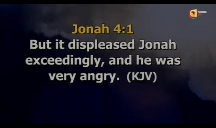 Jonah 4:1
But it displeased Jonah
exceedingly, and he was
very angry. (KJV)